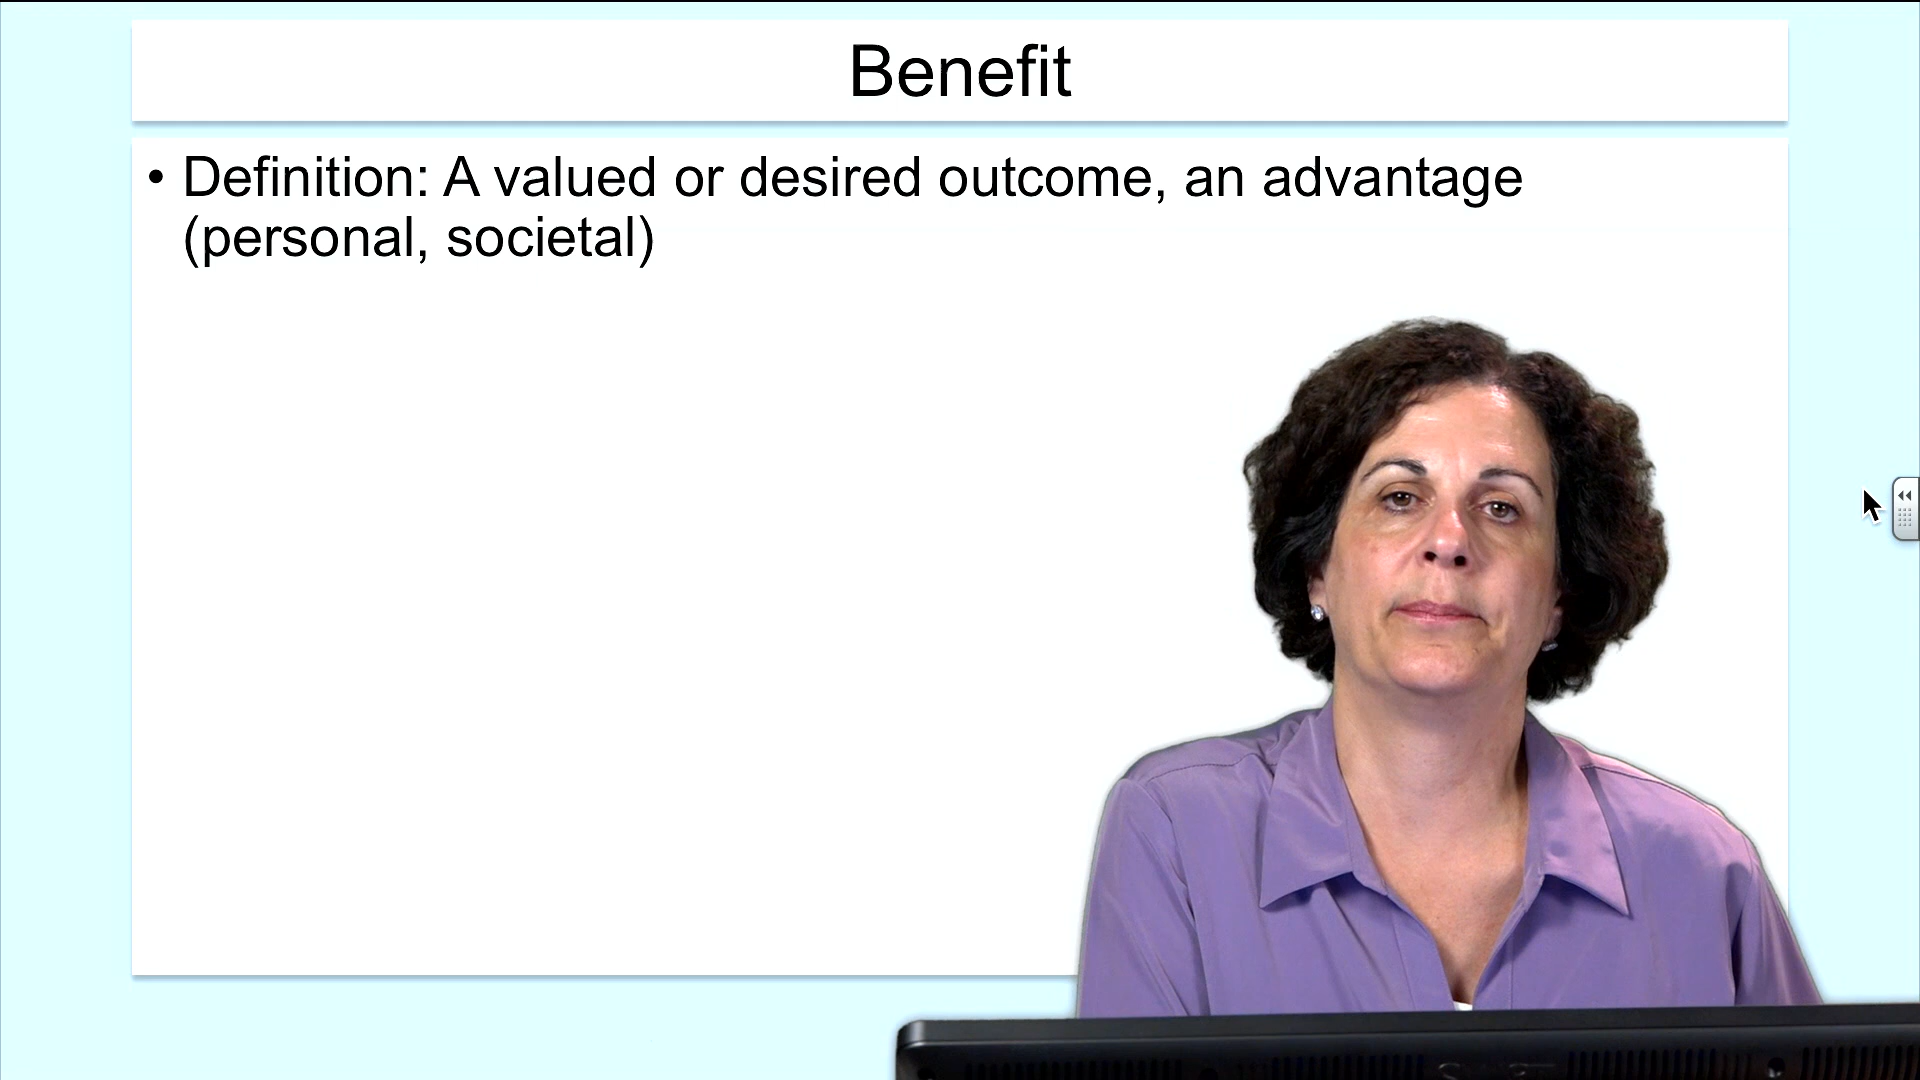 Benefit
• Definition: A valued or desired outcome, an advantage
(personal, societal)